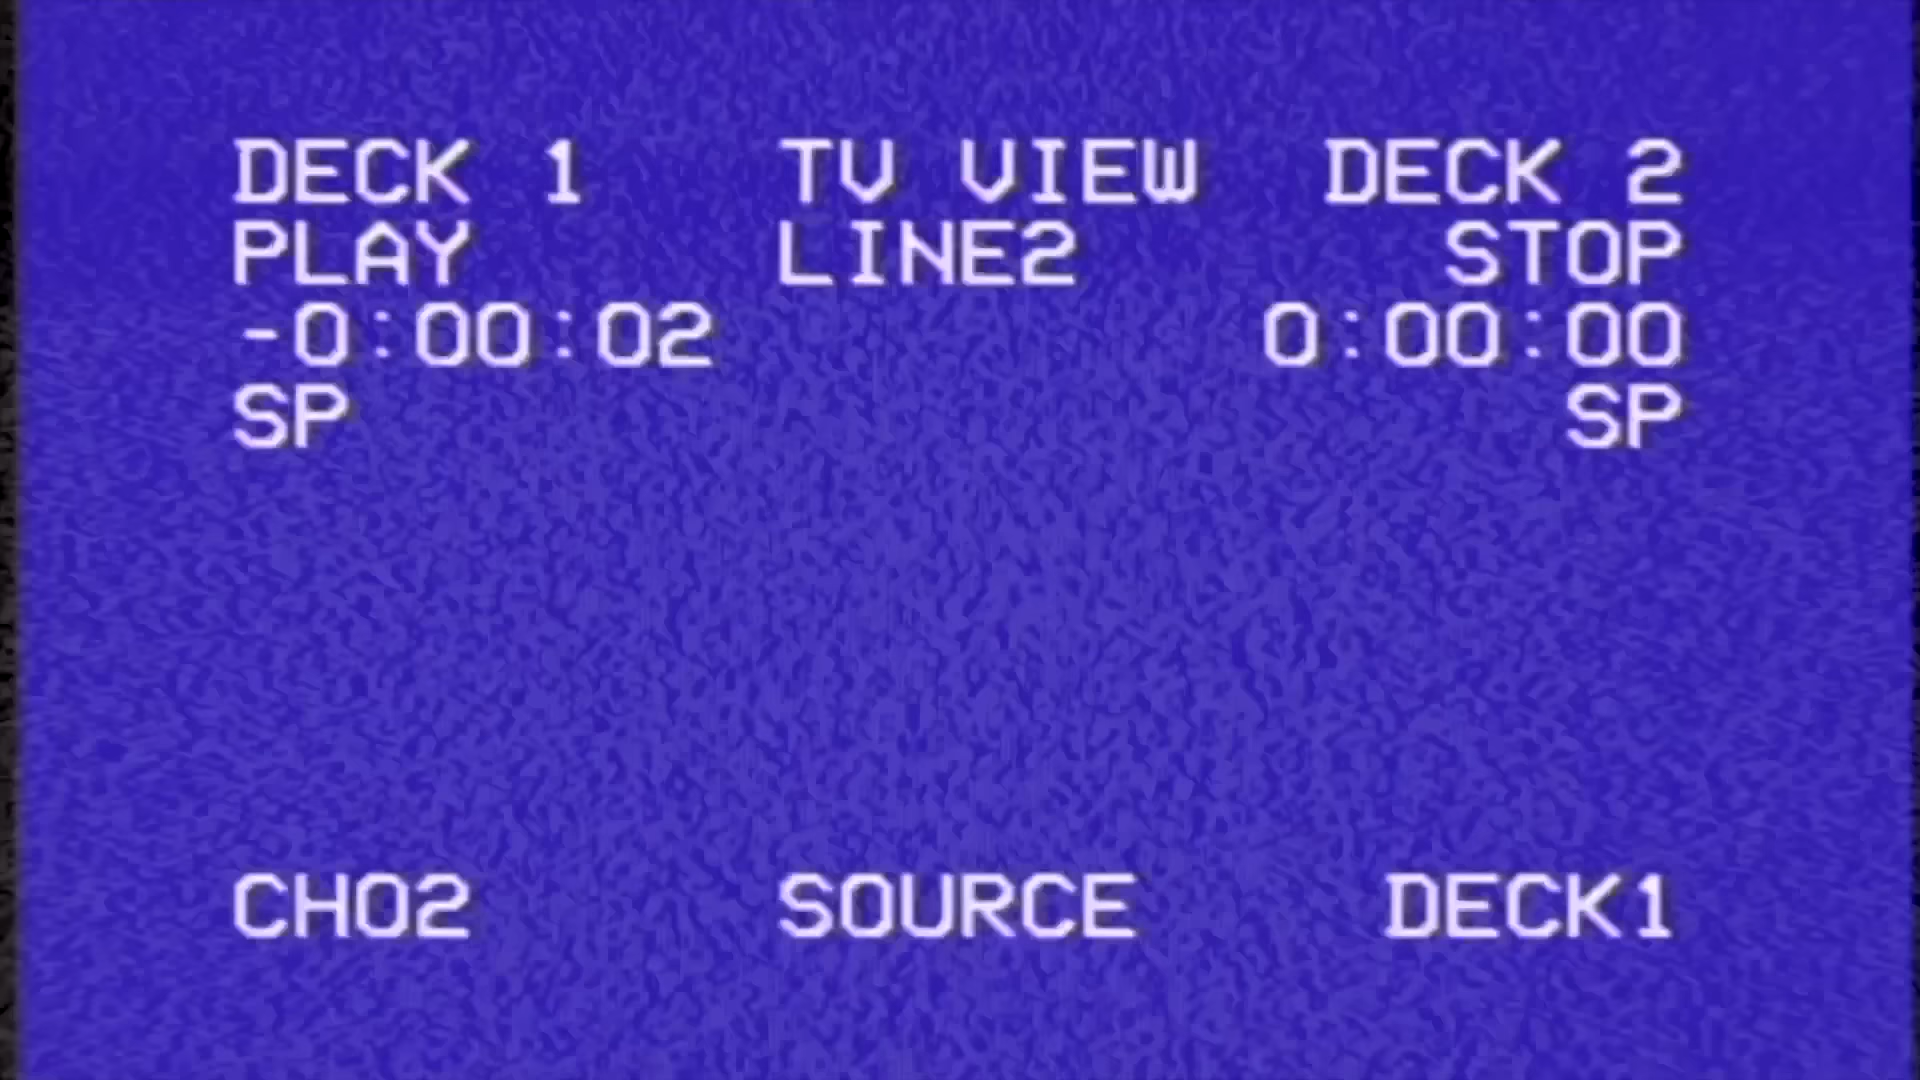 DECK 1 TV VIEW DECK 2
PLAY LINE2 STOP
-0:00:02 0:00:00
SP SP
CH02 SOURCE DECK1